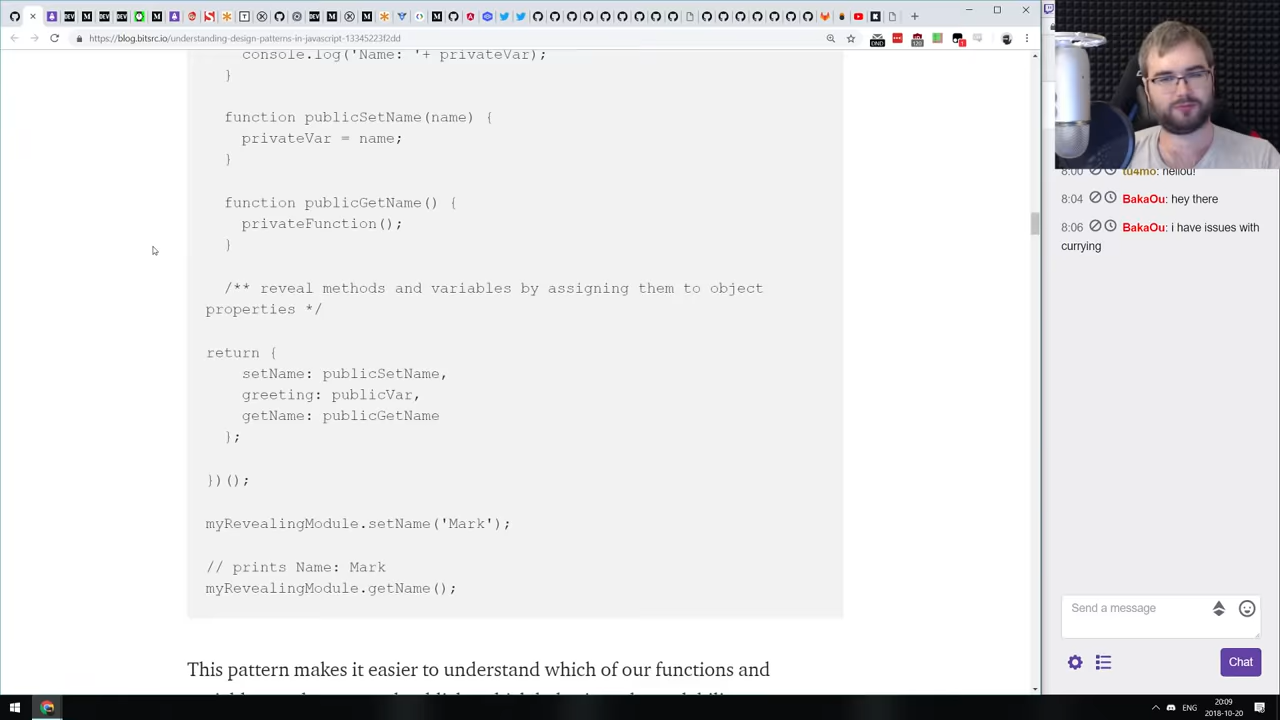 https://blog.bitsrc.io/understanding-design-patterns-in-javascript-13345223f2dd
console.log('Name: '+ privateVar);
}
function publicSetName(name) {
privateVar = name;
}
function publicGetName() {
privateFunction();
}
/** reveal methods and variables by assigning them to object
properties */
return {
setName: publicSetName,
greeting: publicVar,
getName: publicGetName
};
})();
myRevealingModule.setName('Mark');
// prints Name: Mark
myRevealingModule.getName();
This pattern makes it easier to understand which of our functions and
8:00 tu4mo: hellou!
8:04 BakaOu: hey there
8:06 BakaOu: i have issues with
currying
Send a message
Chat
ENG
20:09
2018-10-20